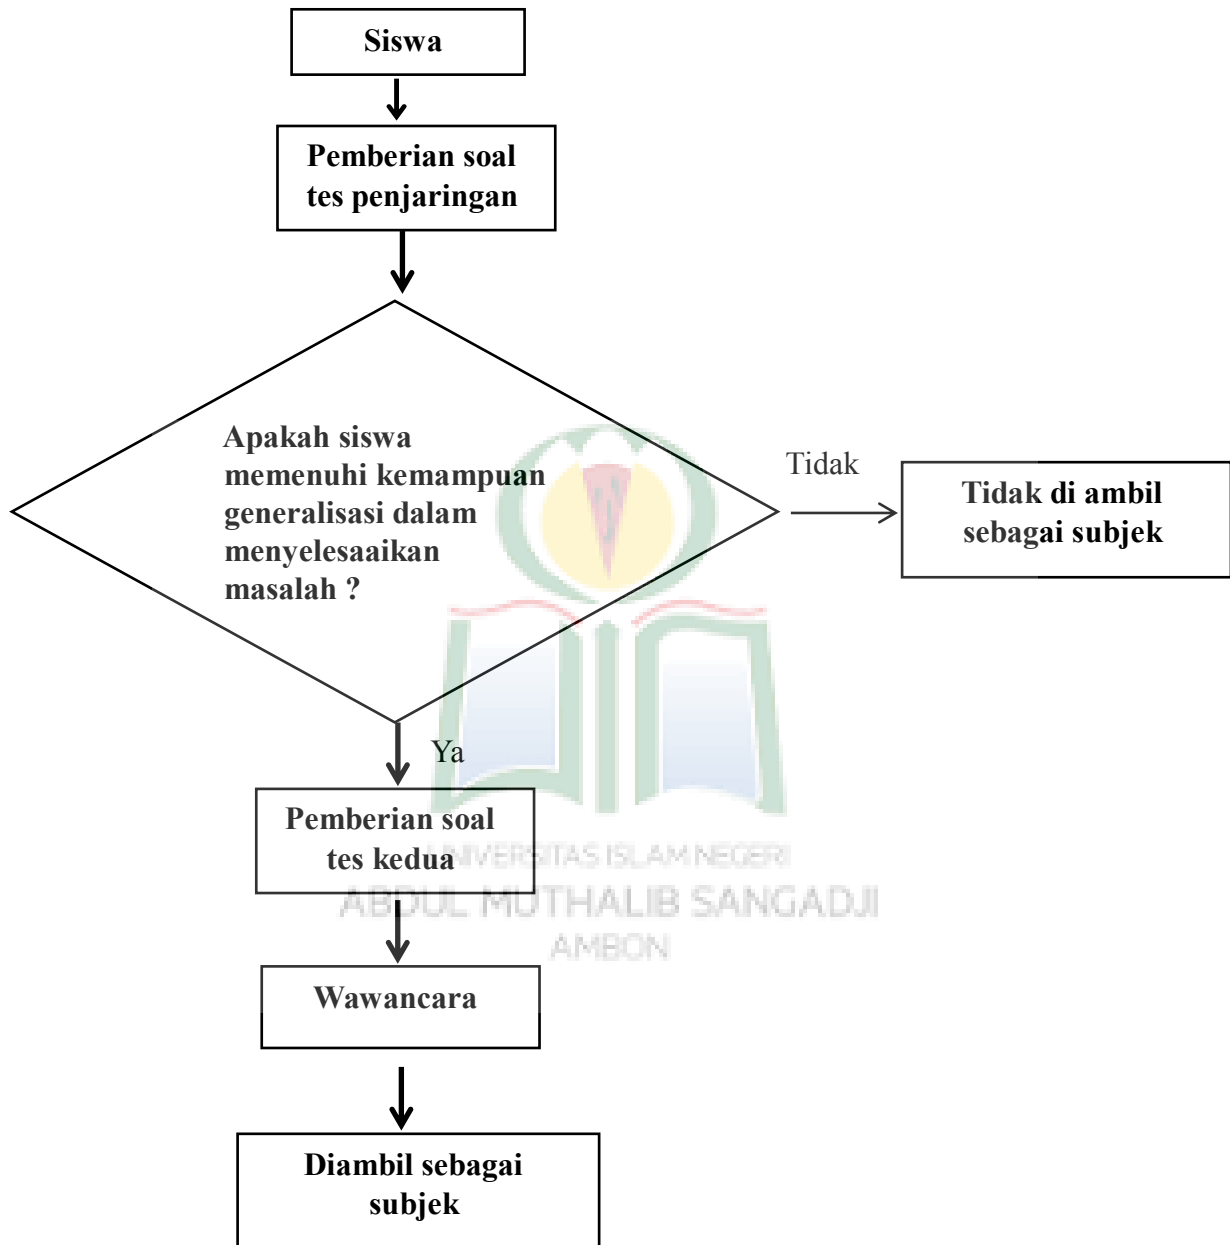 Siswa
Pemberian soal
tes penjaringan
Apakah siswa
memenuhi kemampuan
generalisasi dalam
menyelesaaikan
masalah ?
Tidak
Tidak di ambil
sebagai subjek
Ya
Pemberian soal
tes kedua
UNIVERSITAS ISLAM NEGERI
ABDUL MUTHALIB SANGADJI
AMBON
Wawancara
Diambil sebagai
subjek